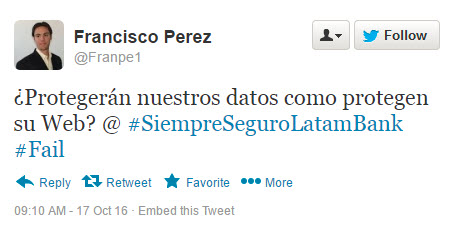 Francisco Perez
@Franpe1
Follow
¿Protegerán nuestros datos como protegen
su Web? @ #SiempreSeguroLatamBank
#Fail
Reply Retweet Favorite More
09:10 AM - 17 Oct 16 · Embed this Tweet